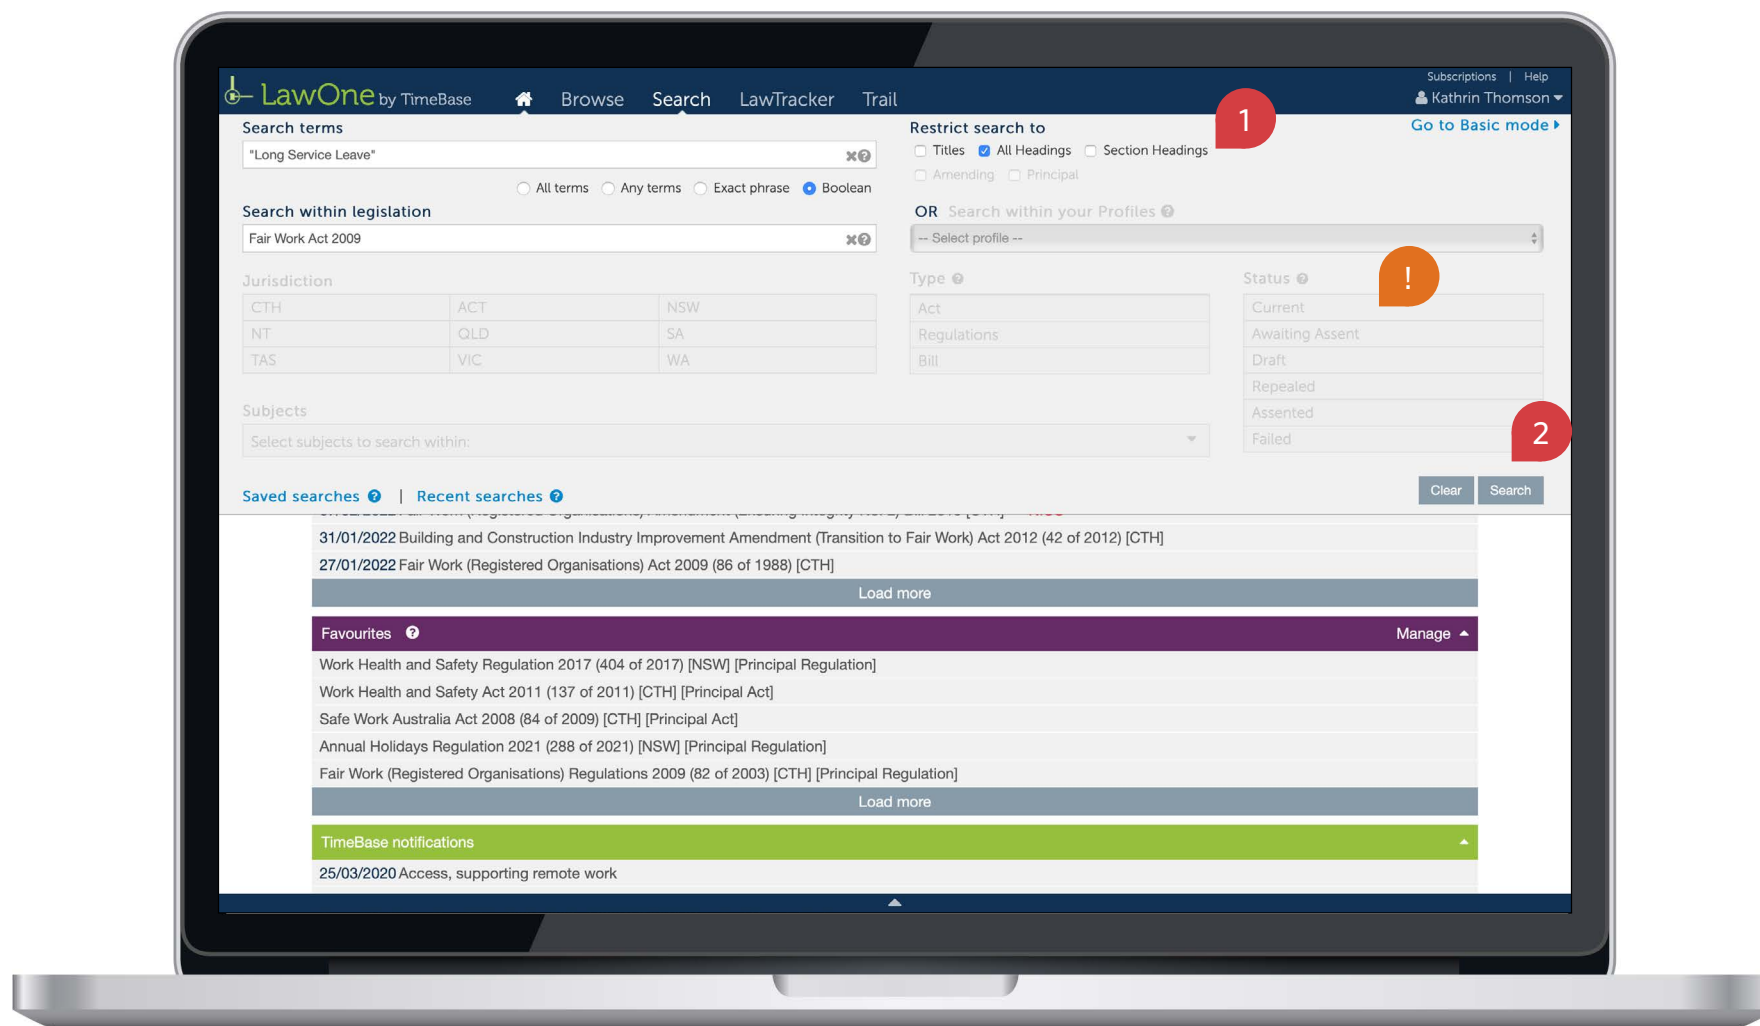 Subscriptions | Help
LawOne by TimeBase Browse Search LawTracker Trail Kathrin Thomson
Search terms
Restrict search to
1
Go to Basic mode
"Long Service Leave"
Titles All Headings Section Headings
Amending Principal
All terms Any terms Exact phrase Boolean
Search within legislation
OR Search within your Profiles
Fair Work Act 2009
-- Select profile --
Jurisdiction
Type
Status
!
CTH ACT NSW
Act
Current
NT QLD SA
Regulations
Awaiting Assent
TAS VIC WA
Bill
Draft
Repealed
Subjects
Assented
Select subjects to search within:
Failed
2
Saved searches | Recent searches
Clear Search
31/01/2022 Building and Construction Industry Improvement Amendment (Transition to Fair Work) Act 2012 (42 of 2012) [CTH]
27/01/2022 Fair Work (Registered Organisations) Act 2009 (86 of 1988) [CTH]
Load more
Favourites Manage
Work Health and Safety Regulation 2017 (404 of 2017) [NSW] [Principal Regulation]
Work Health and Safety Act 2011 (137 of 2011) [CTH] [Principal Act]
Safe Work Australia Act 2008 (84 of 2009) [CTH] [Principal Act]
Annual Holidays Regulation 2021 (288 of 2021) [NSW] [Principal Regulation]
Fair Work (Registered Organisations) Regulations 2009 (82 of 2003) [CTH] [Principal Regulation]
Load more
TimeBase notifications
25/03/2020 Access, supporting remote work